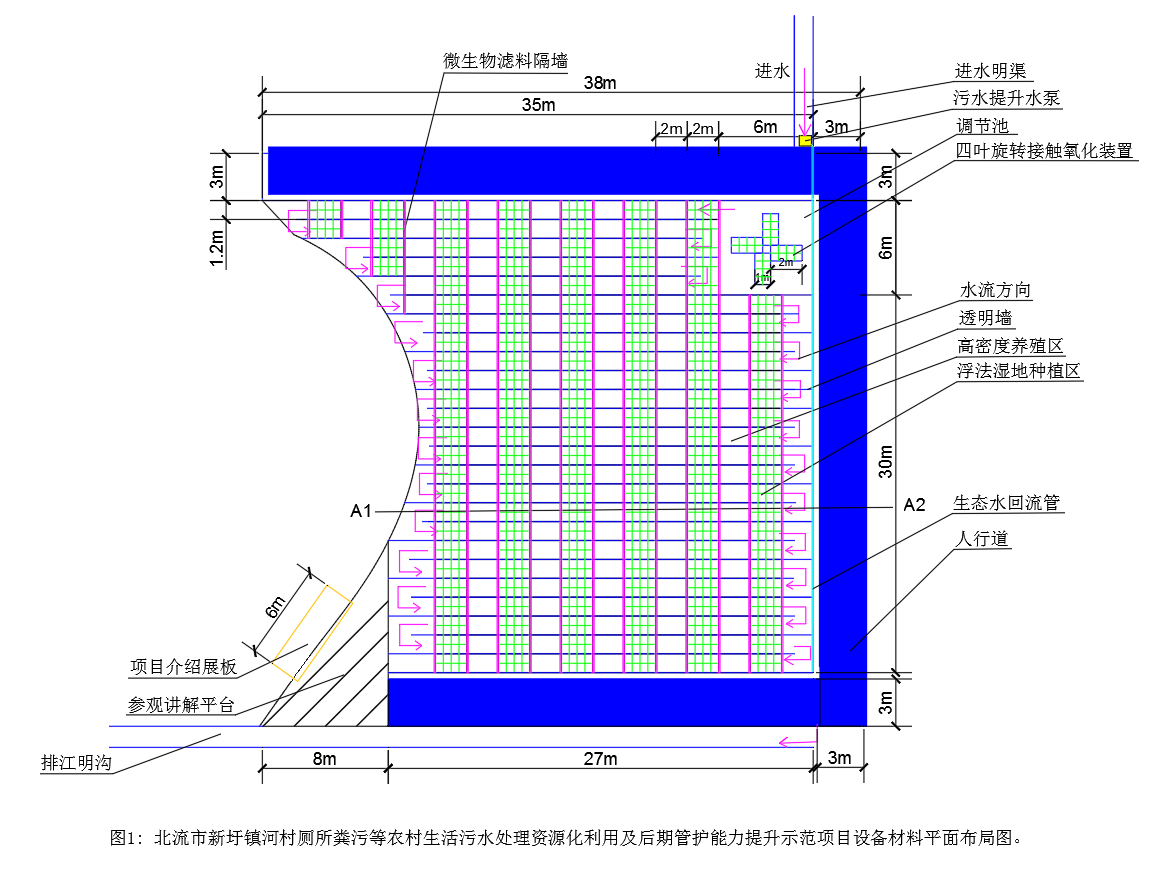 微生物滤料隔墙
进水
进水明渠
38m
污水提升水泵
35m
2m
2m
6m
3m
调节池
四叶旋转接触氧化装置
3m
3m
1.2m
6m
2m
1m
水流方向
透明墙
高密度养殖区
浮法湿地种植区
30m
A1
A2
生态水回流管
人行道
6m
项目介绍展板
参观讲解平台
3m
排江明沟
8m
27m
3m
图1：北流市新圩镇河村厕所粪污等农村生活污水处理资源化利用及后期管护能力提升示范项目设备材料平面布局图。